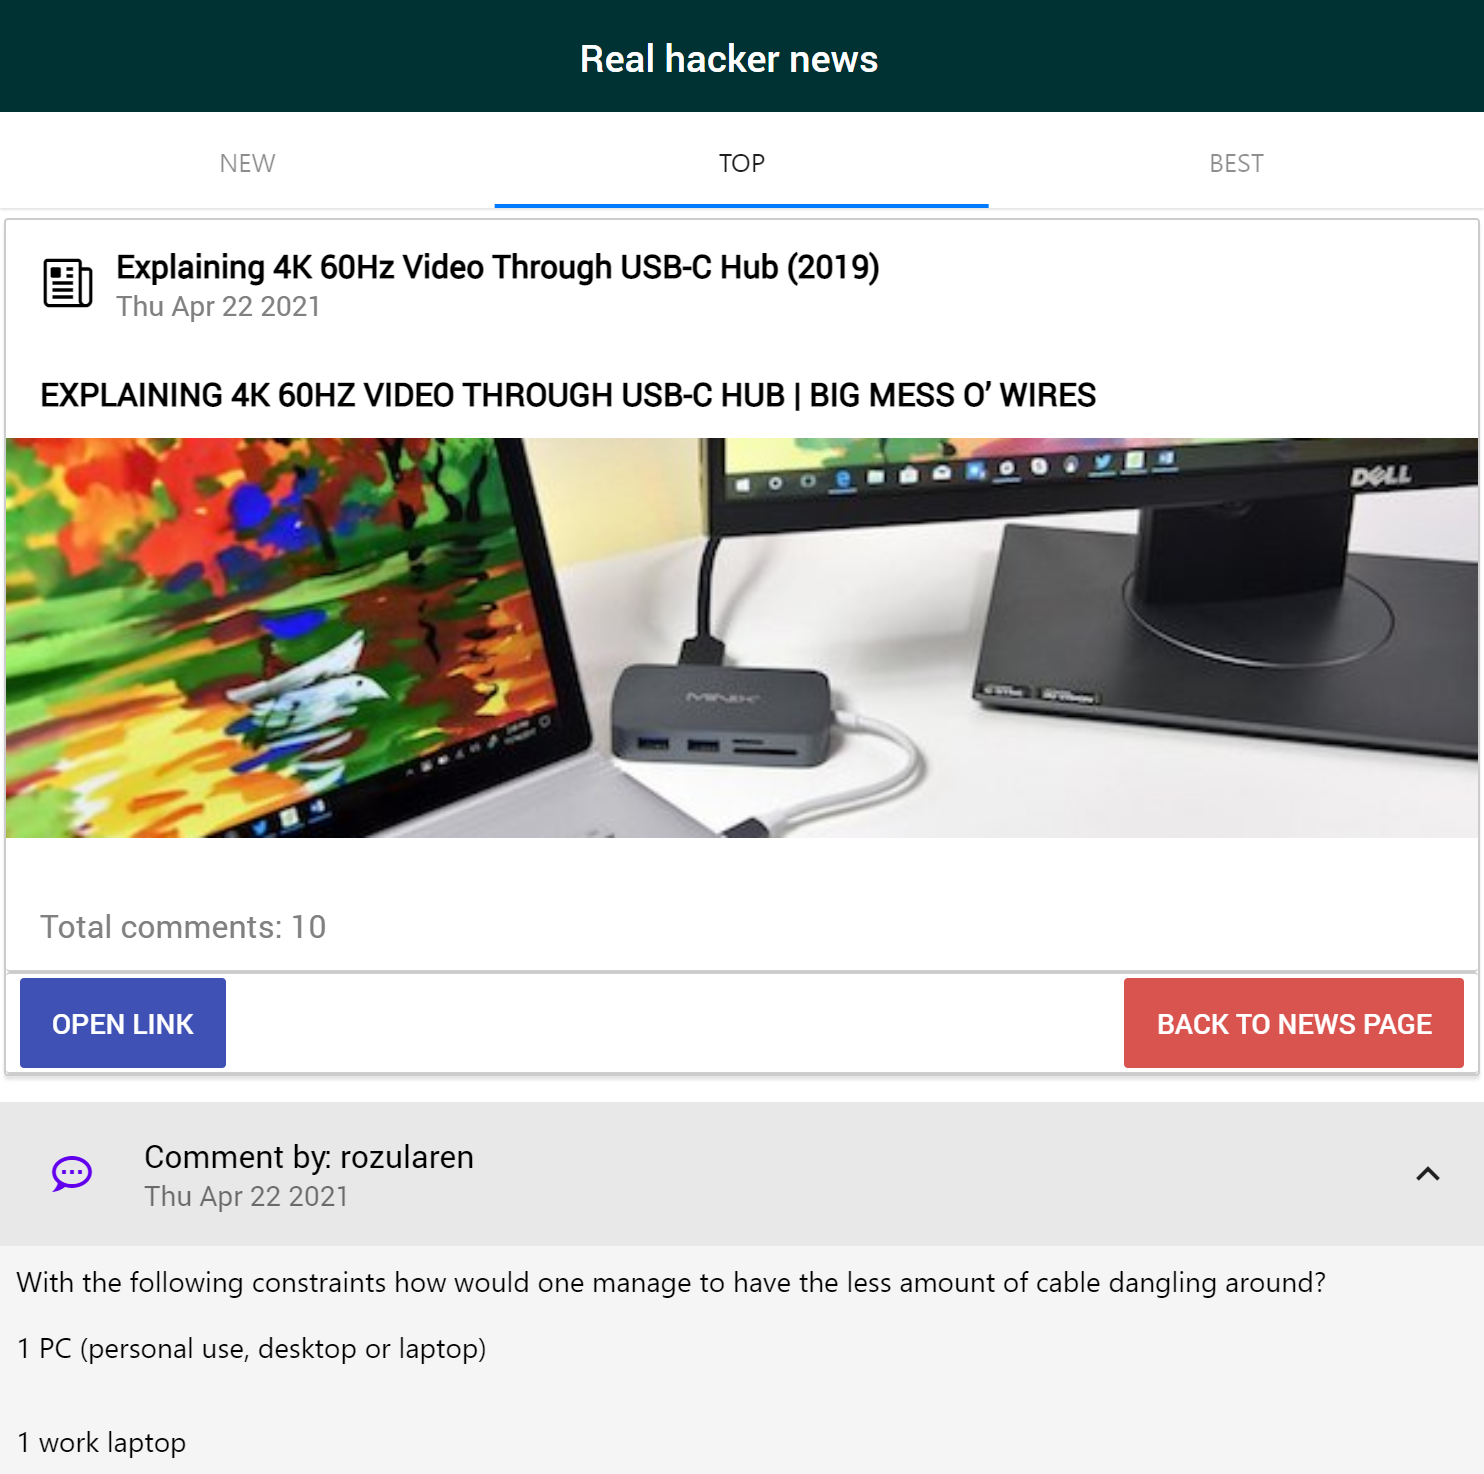 Real hacker news
NEW
TOP
BEST
Explaining 4K 60Hz Video Through USB-C Hub (2019)
Thu Apr 22 2021
EXPLAINING 4K 60HZ VIDEO THROUGH USB-C HUB | BIG MESS O’ WIRES
DELL
MINIX
Total comments: 10
OPEN LINK
BACK TO NEWS PAGE
Comment by: rozularen
Thu Apr 22 2021
With the following constraints how would one manage to have the less amount of cable dangling around?
1 PC (personal use, desktop or laptop)
1 work laptop